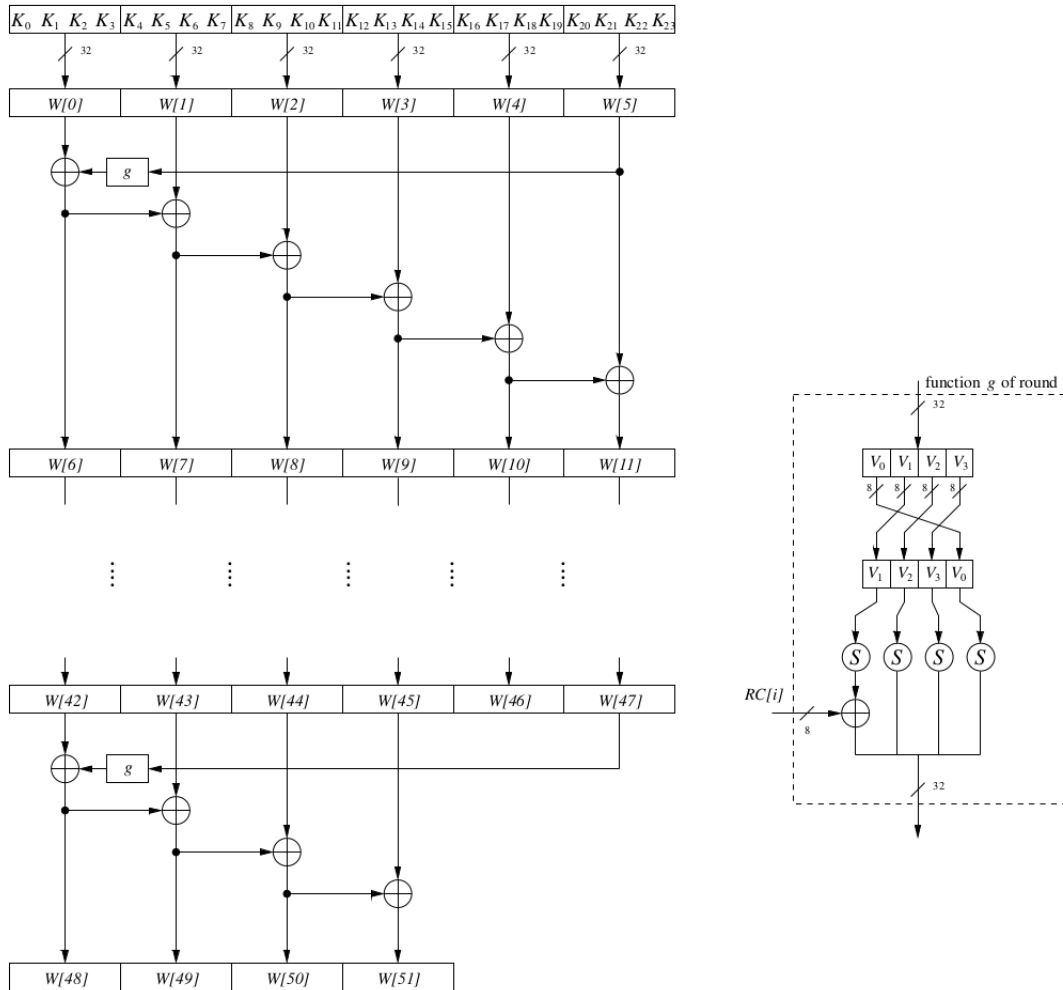 K₀ K₁ K₂ K₃ K₄ K₅ K₆ K₇ K₈ K₉ K₁₀ K₁₁ K₁₂ K₁₃ K₁₄ K₁₅ K₁₆ K₁₇ K₁₈ K₁₉ K₂₀ K₂₁ K₂₂ K₂₃
32 32 32 32 32 32
W[0] W[1] W[2] W[3] W[4] W[5]
g
W[6] W[7] W[8] W[9] W[10] W[11]
W[42] W[43] W[44] W[45] W[46] W[47]
g
W[48] W[49] W[50] W[51]
function g of round
32
V₀ V₁ V₂ V₃
8 8 8 8
V₁ V₂ V₃ V₀
S S S S
RC[i]
8
32